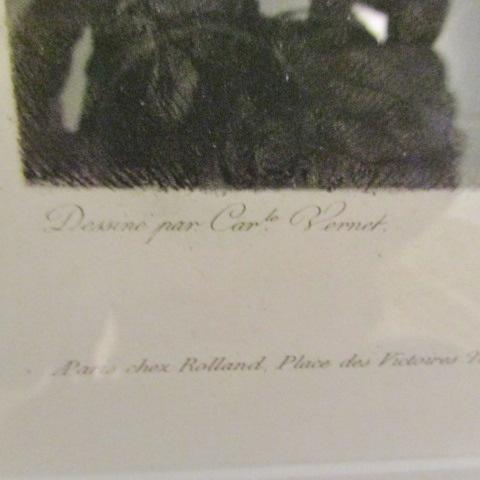 Dessiné par Car.le Vernet.
A Paris chez Rolland, Place des Victoires